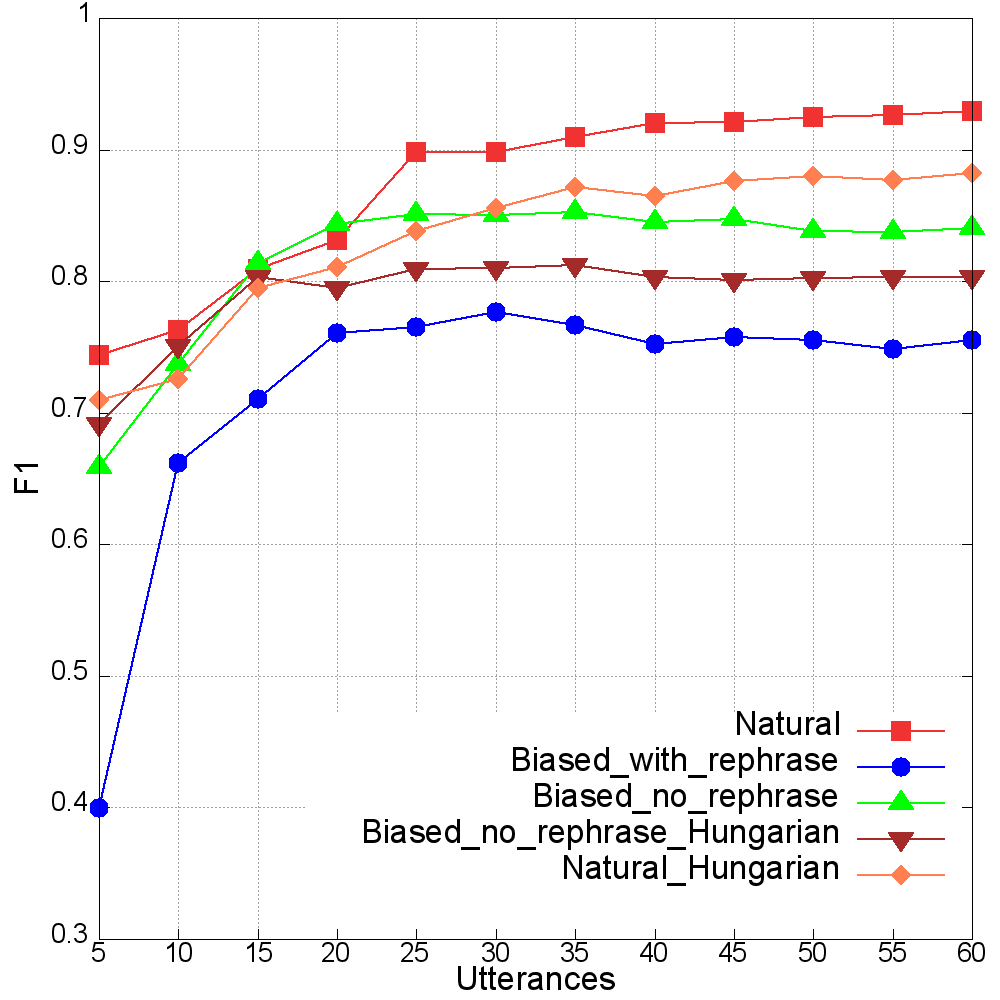 1
0.9
0.8
0.7
0.6
0.5
0.4
0.3
F1
Natural
Biased_with_rephrase
Biased_no_rephrase
Biased_no_rephrase_Hungarian
Natural_Hungarian
5 10 15 20 25 30 35 40 45 50 55 60
Utterances